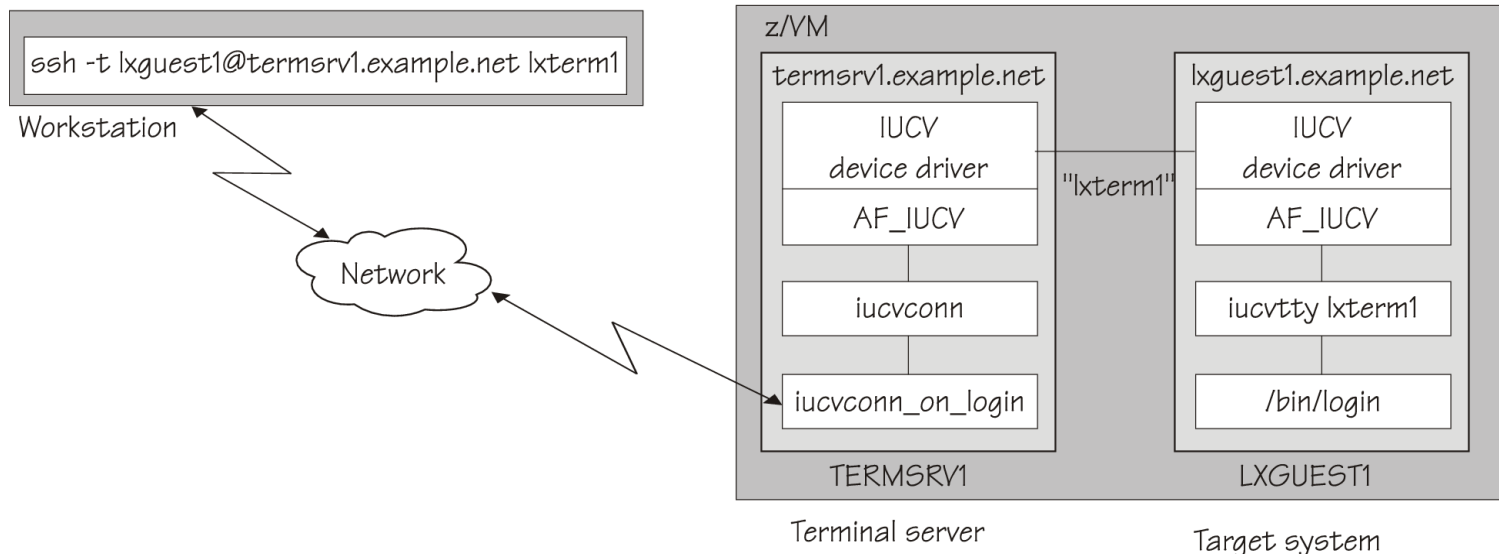 ssh -t lxguest1@termsrv1.example.net lxterm1
Workstation
Network
z/VM
termsrv1.example.net
IUCV
device driver
AF_IUCV
iucvconn
iucvconn_on_login
TERMSRV1
Terminal server
"lxterm1"
lxguest1.example.net
IUCV
device driver
AF_IUCV
iucvtty lxterm1
/bin/login
LXGUEST1
Target system